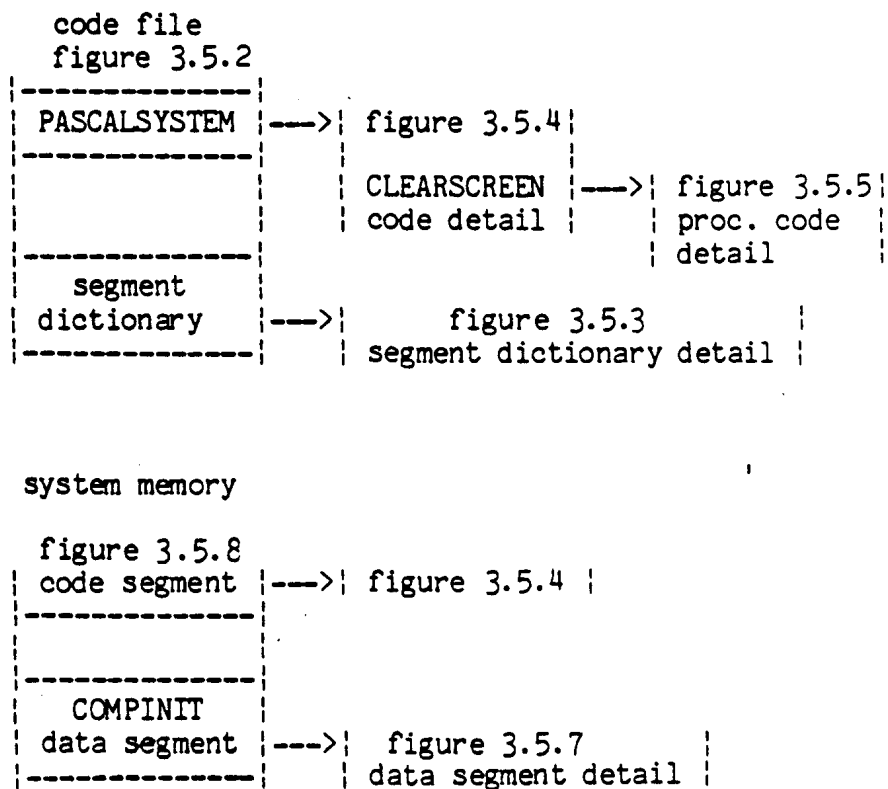 code file
figure 3.5.2
PASCALSYSTEM ---> figure 3.5.4
CLEARSCREEN ---> figure 3.5.5
code detail proc. code
detail
segment
dictionary ---> figure 3.5.3
segment dictionary detail
system memory
figure 3.5.8
code segment ---> figure 3.5.4
COMPINIT
data segment ---> figure 3.5.7
data segment detail